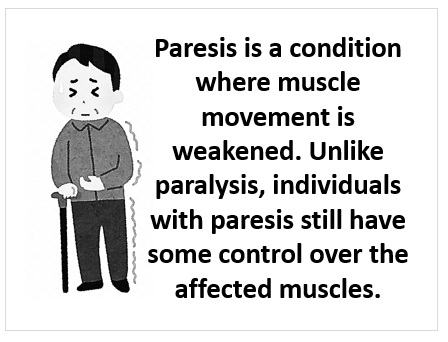 Paresis is a condition
where muscle
movement is
weakened. Unlike
paralysis, individuals
with paresis still have
some control over the
affected muscles.